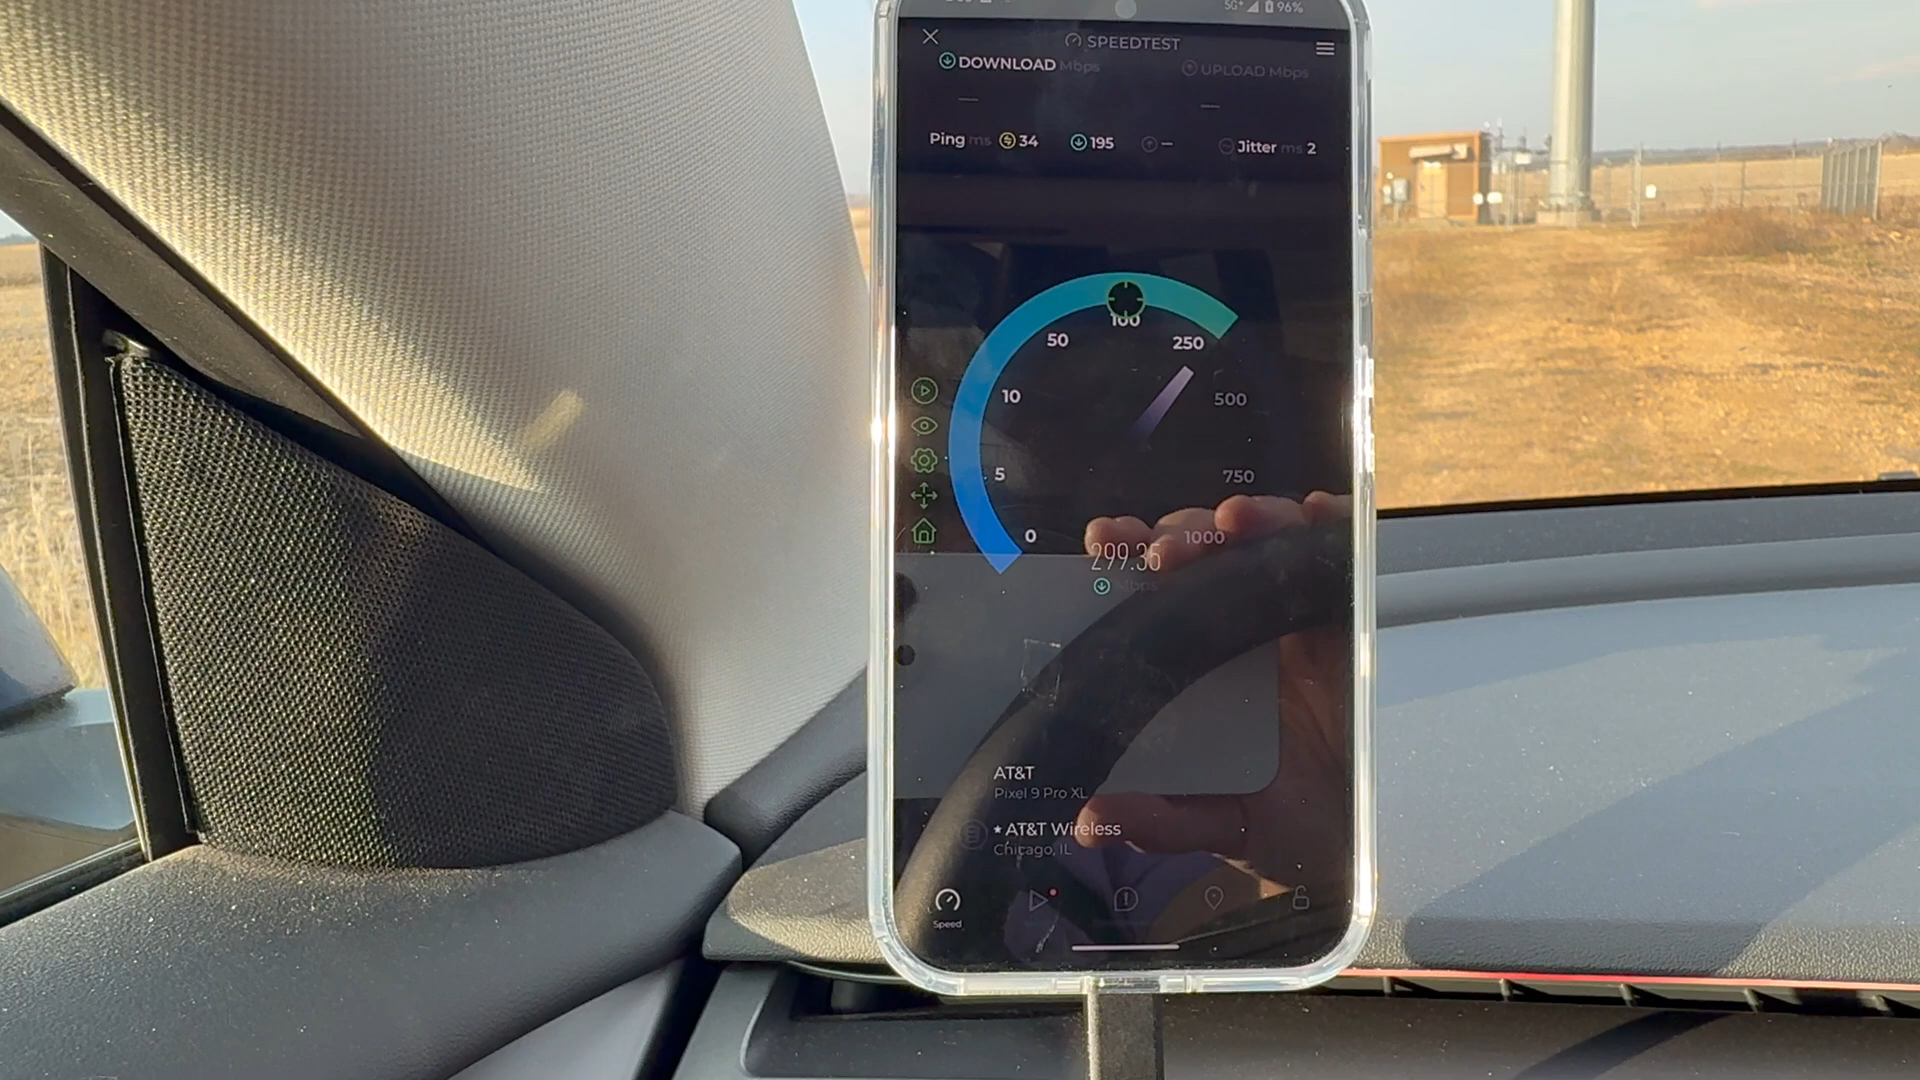 5G+ 96%
SPEEDTEST
DOWNLOAD Mbps UPLOAD Mbps
— —
Ping ms 34 195 — Jitter ms 2
100
50 250
10 500
5 750
0 1000
299.35
Mbps
AT&T
Pixel 9 Pro XL
★ AT&T Wireless
Chicago, IL
Speed